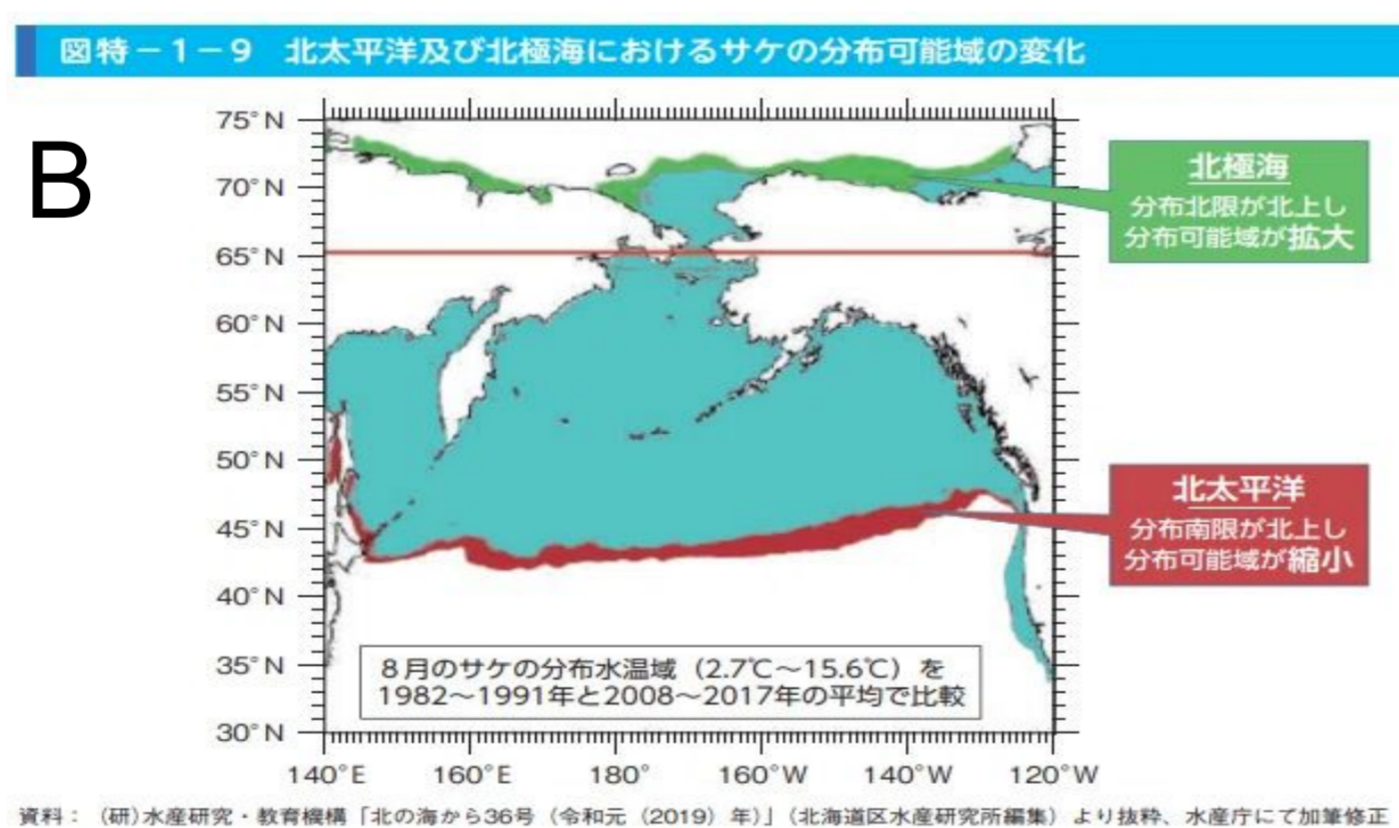 図特-1-9 北太平洋及び北極海におけるサケの分布可能域の変化
B
75°N
70°N
65°N
60°N
55°N
50°N
45°N
40°N
35°N
30°N
140°E 160°E 180° 160°W 140°W 120°W
北極海
分布北限が北上し
分布可能域が拡大
北太平洋
分布南限が北上し
分布可能域が縮小
8月のサケの分布水温域（2.7℃～15.6℃）を
1982～1991年と2008～2017年の平均で比較
資料：（研）水産研究・教育機構「北の海から36号（令和元（2019）年）」（北海道区水産研究所編集）より抜粋、水産庁にて加筆修正